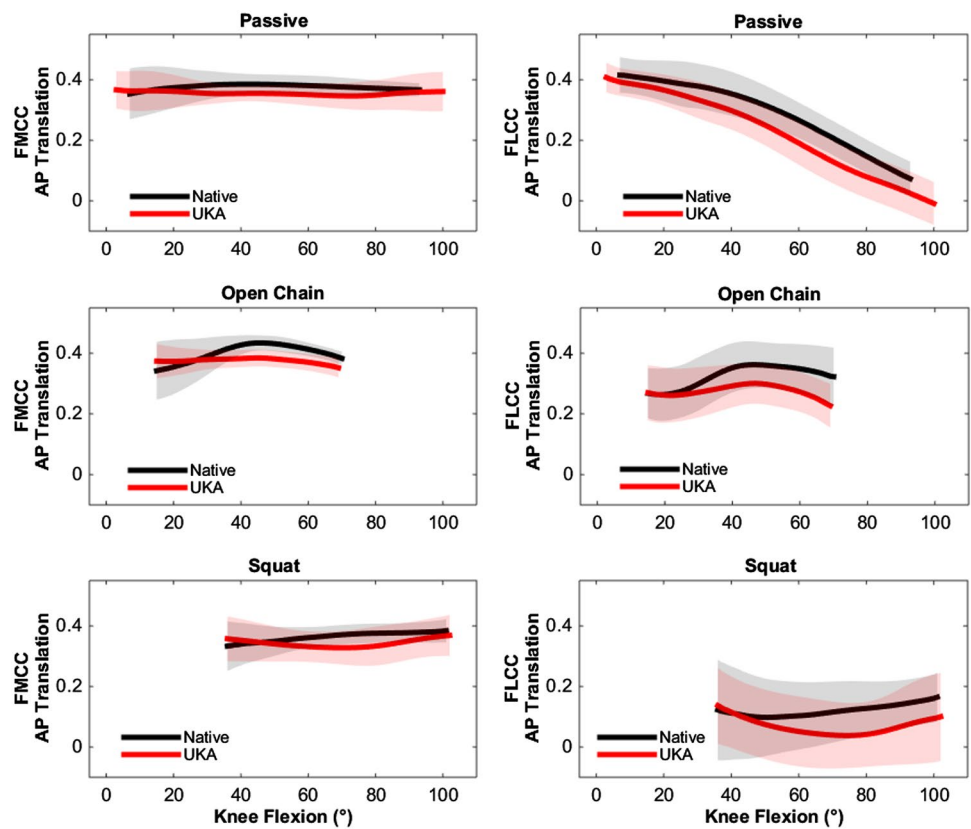 Passive
FMCC
AP Translation
0.4
0.2
0
Native
UKA
0 20 40 60 80 100
Passive
FLCC
AP Translation
0.4
0.2
0
Native
UKA
0 20 40 60 80 100
Open Chain
FMCC
AP Translation
0.4
0.2
0
Native
UKA
0 20 40 60 80 100
Open Chain
FLCC
AP Translation
0.4
0.2
0
Native
UKA
0 20 40 60 80 100
Squat
FMCC
AP Translation
0.4
0.2
0
Native
UKA
0 20 40 60 80 100
Knee Flexion (°)
Squat
FLCC
AP Translation
0.4
0.2
0
Native
UKA
0 20 40 60 80 100
Knee Flexion (°)